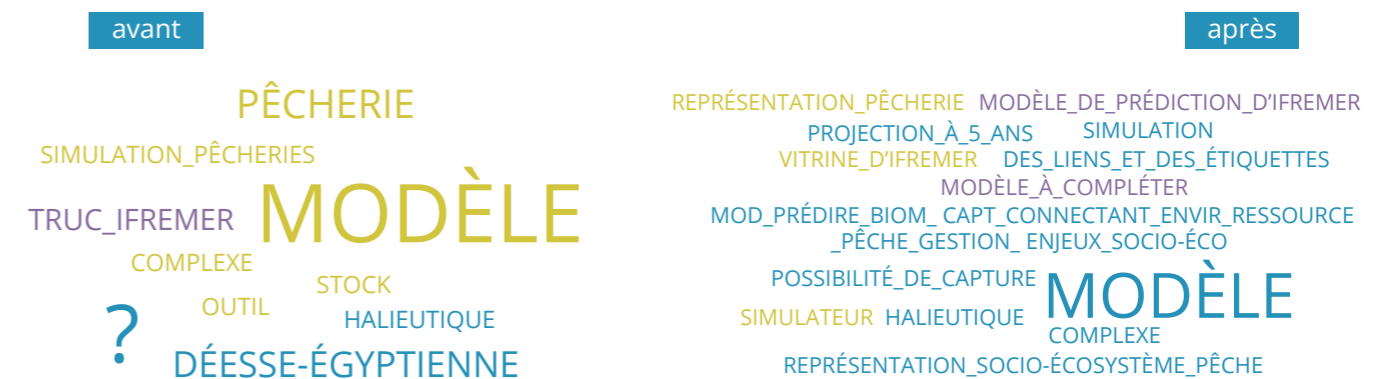 avant
PÊCHERIE
SIMULATION_PÊCHERIES
TRUC_IFREMER MODÈLE
COMPLEXE
STOCK
OUTIL
HALIEUTIQUE
?
DÉESSE-ÉGYPTIENNE
après
REPRÉSENTATION_PÊCHERIE MODÈLE_DE_PRÉDICTION_D'IFREMER
PROJECTION_À_5_ANS SIMULATION
VITRINE_D'IFREMER DES_LIENS_ET_DES_ÉTIQUETTES
MODÈLE_À_COMPLÉTER
MOD_PRÉDIRE_BIOM_ CAPT_CONNECTANT_ENVIR_RESSOURCE
_PÊCHE_GESTION_ ENJEUX_SOCIO-ÉCO
POSSIBILITÉ_DE_CAPTURE MODÈLE
SIMULATEUR HALIEUTIQUE
COMPLEXE
REPRÉSENTATION_SOCIO-ÉCOSYSTÈME_PÊCHE